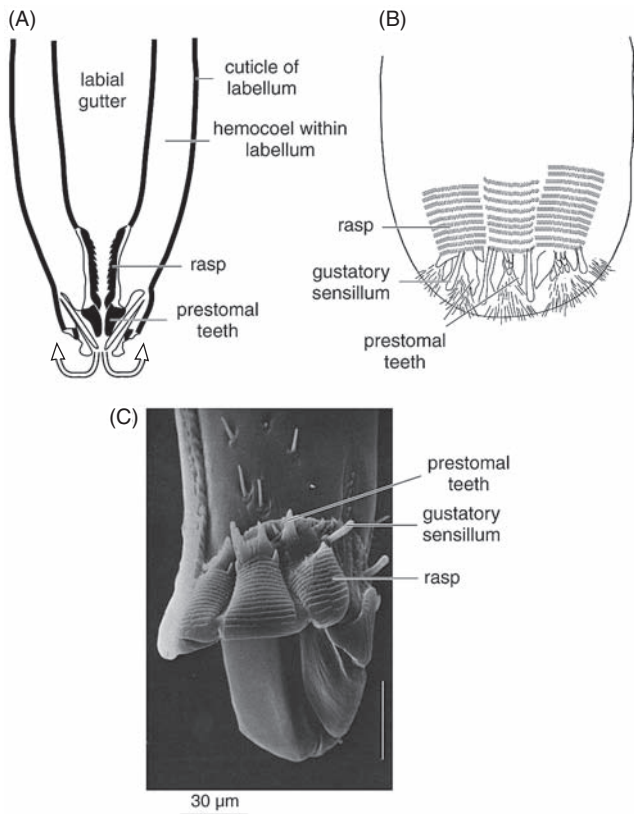 (A)
labial
gutter
cuticle of
labellum
hemocoel within
labellum
rasp
prestomal
teeth
(B)
rasp
gustatory
sensillum
prestomal
teeth
(C)
prestomal
teeth
gustatory
sensillum
rasp
30 µm